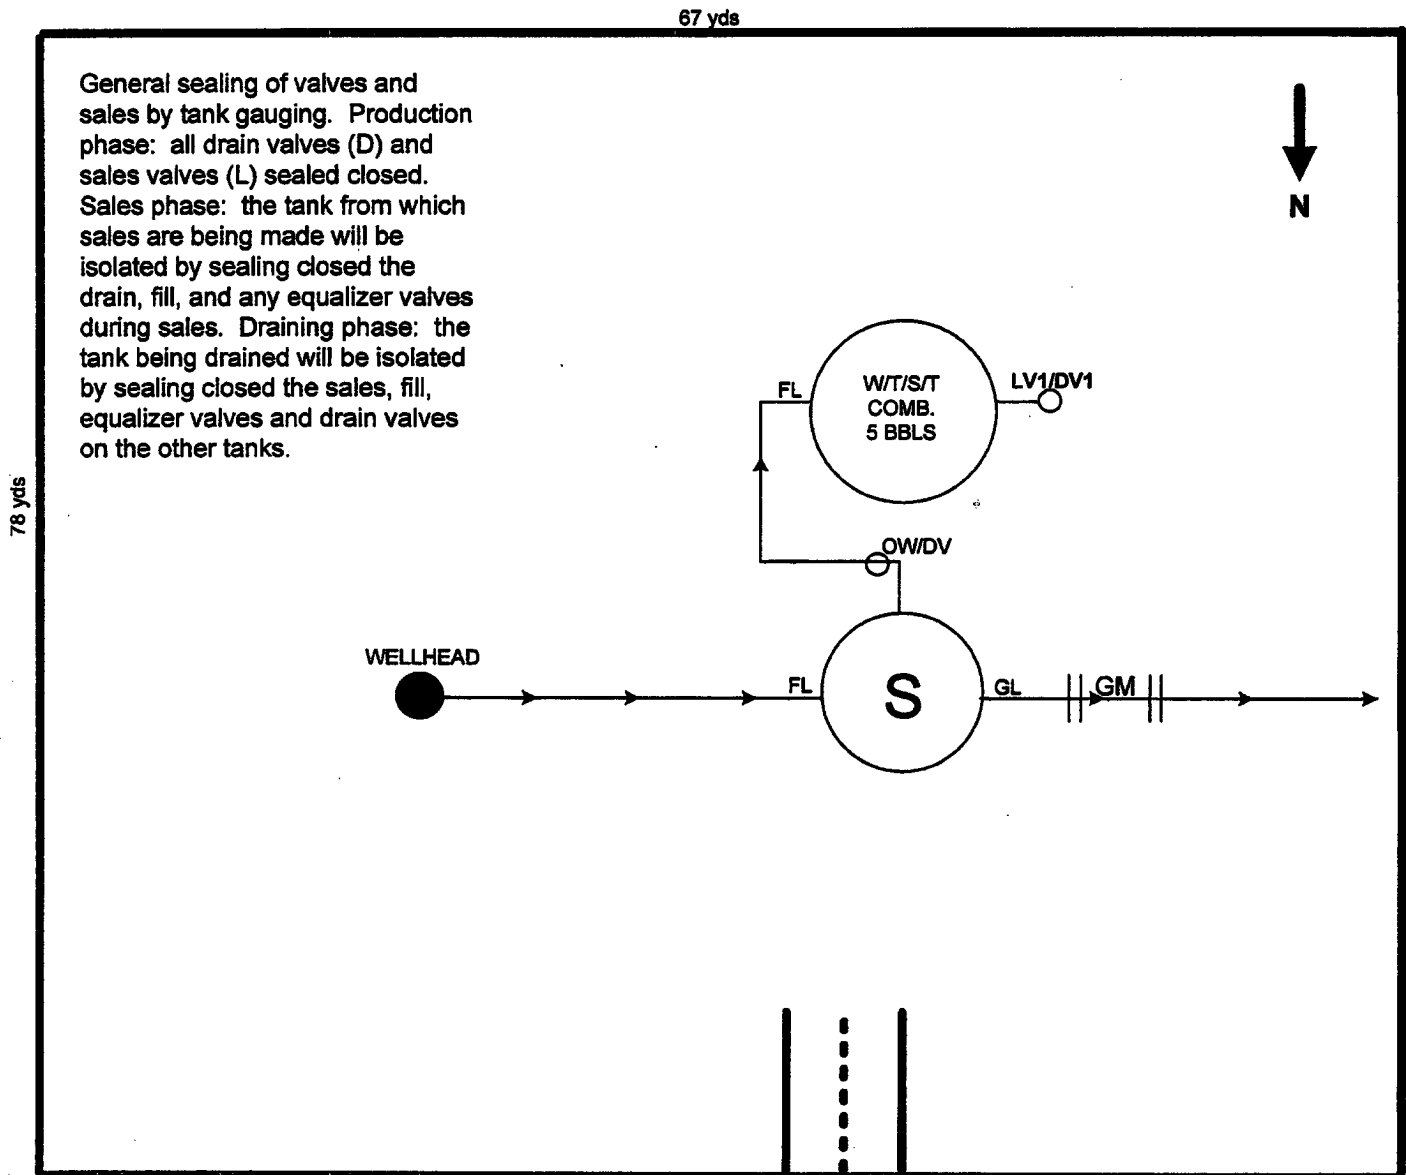 67 yds
General sealing of valves and
sales by tank gauging. Production
phase: all drain valves (D) and
sales valves (L) sealed closed.
Sales phase: the tank from which
sales are being made will be
isolated by sealing closed the
drain, fill, and any equalizer valves
during sales. Draining phase: the
tank being drained will be isolated
by sealing closed the sales, fill,
equalizer valves and drain valves
on the other tanks.
N
78 yds
FL
W/T/S/T
COMB.
5 BBLS
LV1/DV1
OW/DV
WELLHEAD
FL
S
GL
GM